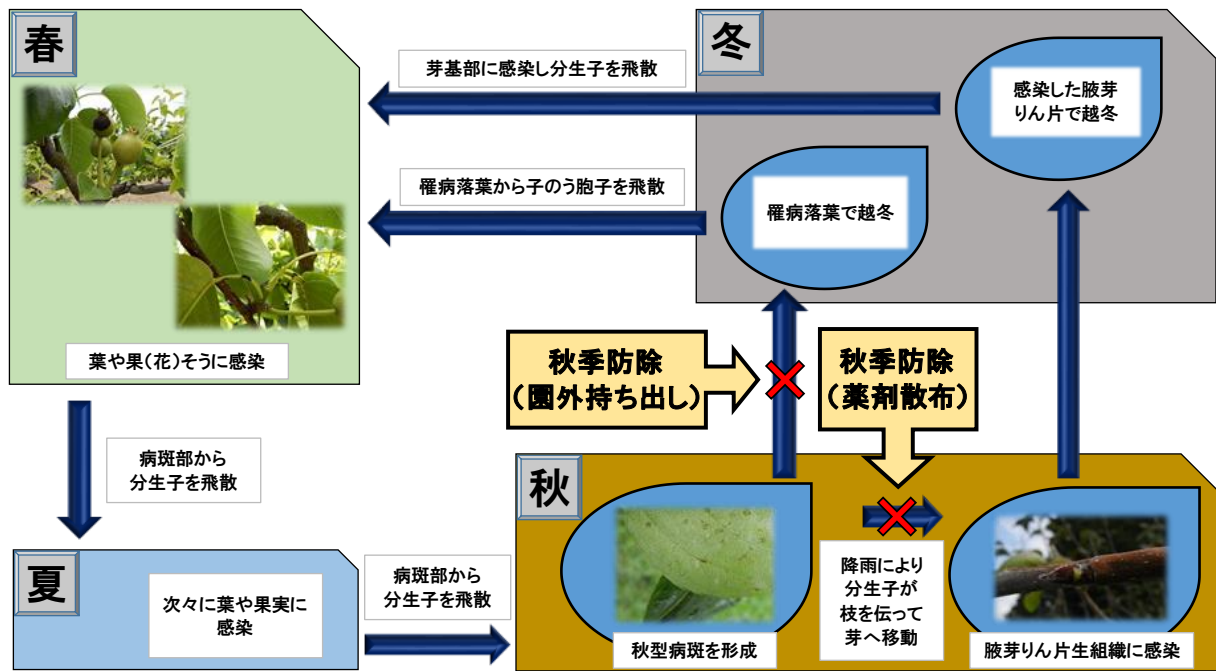 春
葉や果(花)そうに感染
芽基部に感染し分生子を飛散
罹病落葉から子のう胞子を飛散
冬
感染した腋芽
りん片で越冬
罹病落葉で越冬
秋季防除
(園外持ち出し)
秋季防除
(薬剤散布)
病斑部から
分生子を飛散
夏
次々に葉や果実に
感染
病斑部から
分生子を飛散
秋
秋型病斑を形成
降雨により
分生子が
枝を伝って
芽へ移動
腋芽りん片生組織に感染